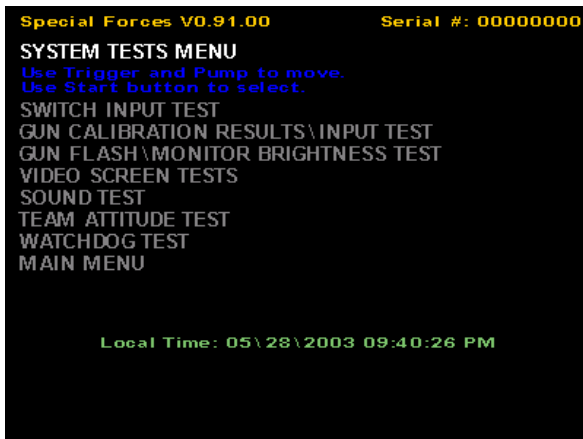 Special Forces V0.91.00 Serial #: 00000000
SYSTEM TESTS MENU
Use Trigger and Pump to move.
Use Start button to select.
SWITCH INPUT TEST
GUN CALIBRATION RESULTS\INPUT TEST
GUN FLASH\MONITOR BRIGHTNESS TEST
VIDEO SCREEN TESTS
SOUND TEST
TEAM ATTITUDE TEST
WATCHDOG TEST
MAIN MENU
Local Time: 05\28\2003 09:40:26 PM